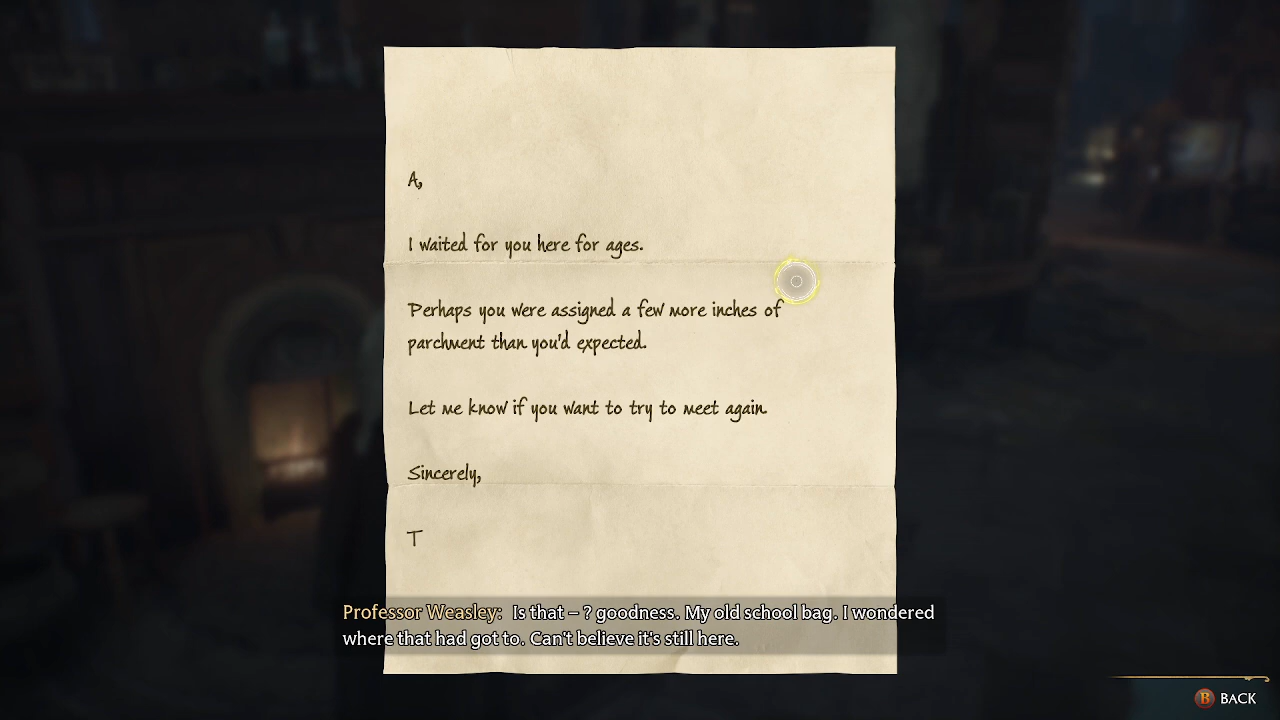 A,
I waited for you here for ages.
Perhaps you were assigned a few more inches of
parchment than you'd expected.
Let me know if you want to try to meet again.
Sincerely,
T
Professor Weasley: Is that – ? goodness. My old school bag. I wondered
where that had got to. Can't believe it's still here.
B BACK